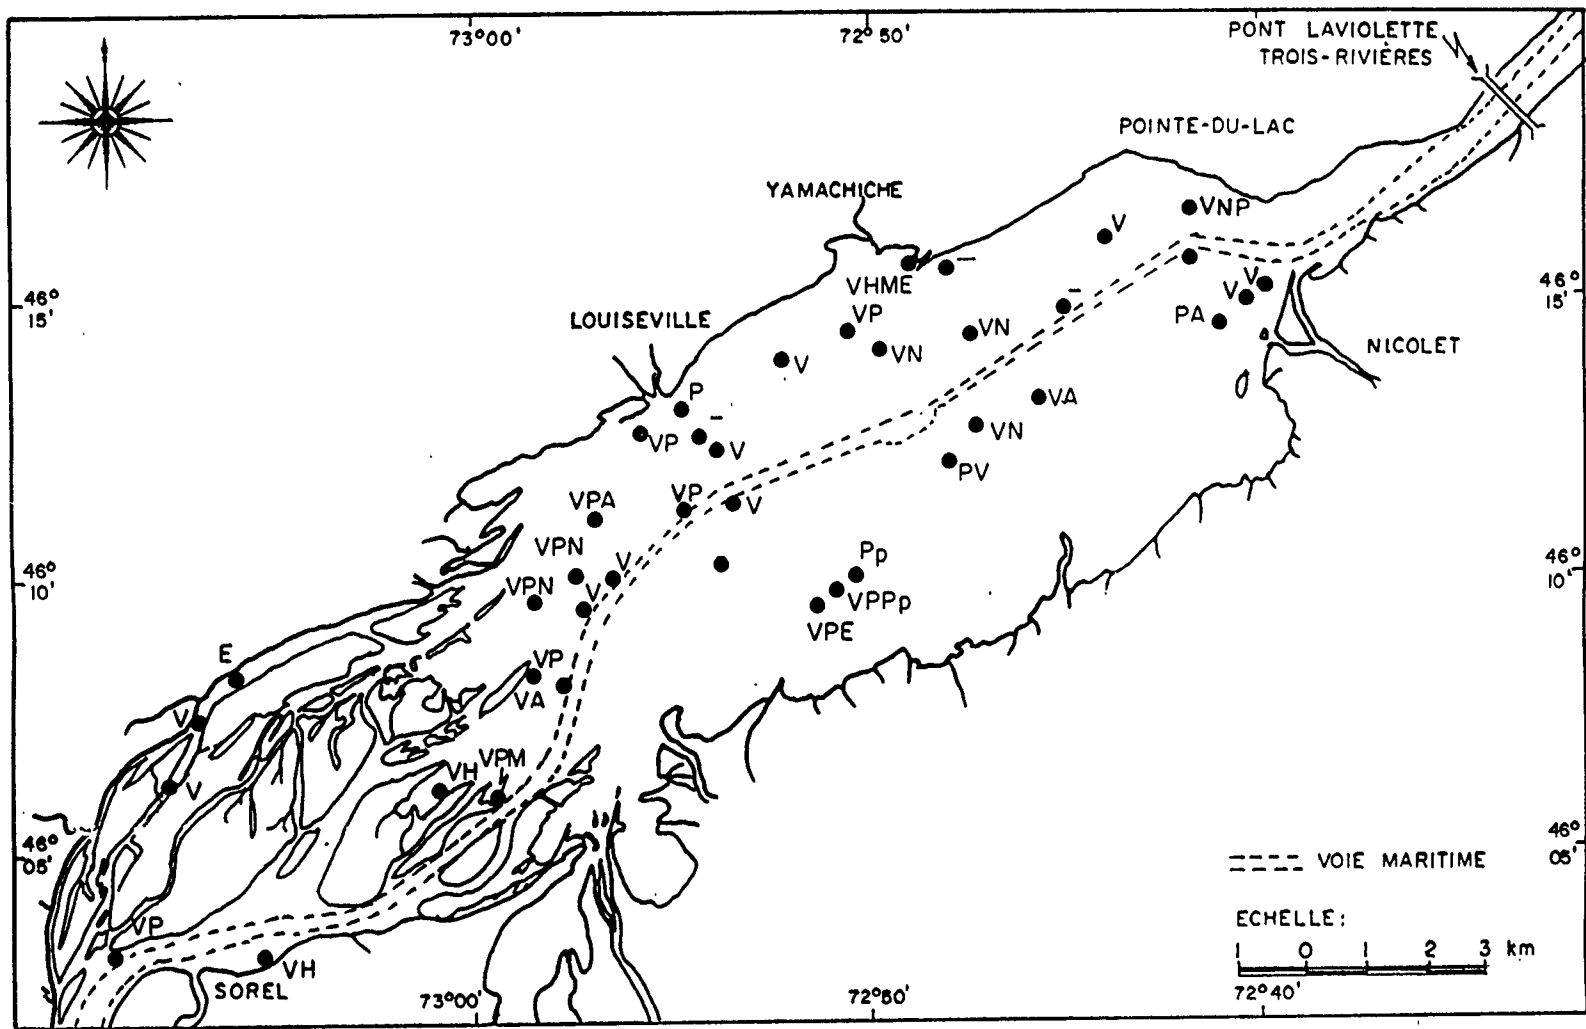 73°00'
72°50'
PONT LAVIOLETTE
TROIS-RIVIÈRES
POINTE-DU-LAC
YAMACHICHE
VNP
V
VHME
–
46°
15'
46°
15'
V
V
–
PA
LOUISEVILLE
VP
VN
VN
NICOLET
V
P
VA
–
VP
V
VN
PV
VPA
VP
V
VPN
V
Pp
46°
10'
46°
10'
VPN
V
VPPp
VPE
E
VP
VA
V
VH
VPM
V
46°
05'
46°
05'
VOIE MARITIME
VP
ECHELLE:
1 0 1 2 3 km
VH
SOREL
73°00'
72°50'
72°40'